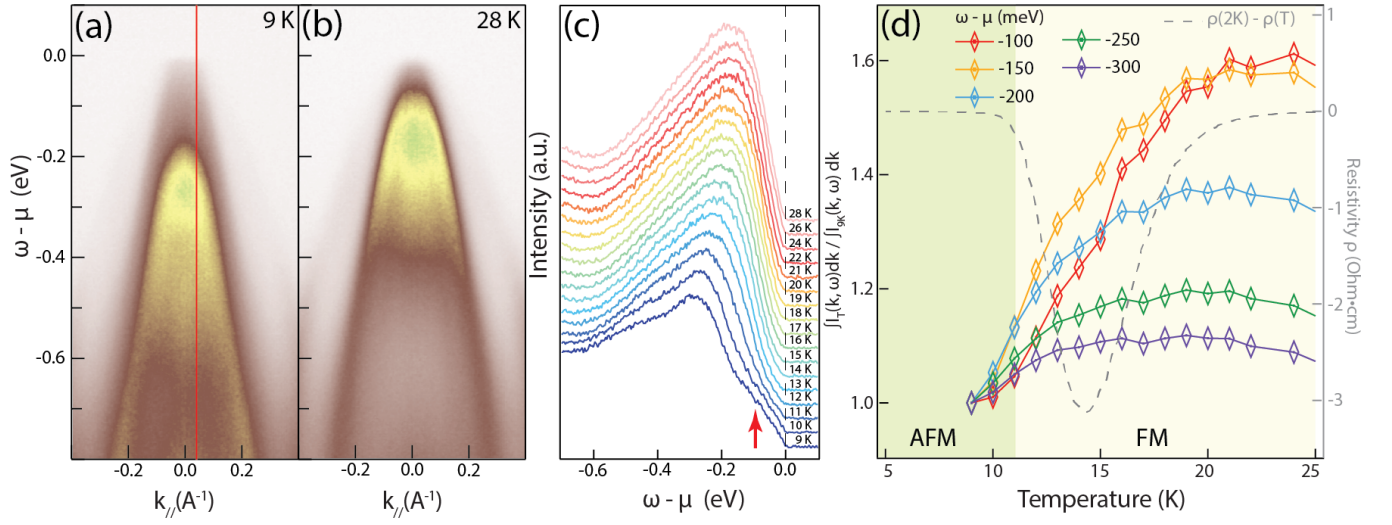 (a)
9 K
(b)
28 K
(c)
(d)
0.0
-0.2
-0.4
-0.6
ω - μ (eV)
-0.2
0.0
0.2
k//(A⁻¹)
-0.2
0.0
0.2
k//(A⁻¹)
Intensity (a.u.)
28 K
26 K
24 K
22 K
21 K
20 K
19 K
18 K
17 K
16 K
15 K
14 K
13 K
12 K
11 K
10 K
9 K
-0.6
-0.4
-0.2
0.0
ω - μ (eV)
∫I_T(k, ω)dk / ∫I_9K(k, ω) dk
1.6
1.4
1.2
1.0
ω - μ (meV)
-100
-150
-200
-250
-300
ρ(2K) - ρ(T)
AFM
FM
5
10
15
20
25
Temperature (K)
1
0
-1
-2
-3
Resistivity ρ (Ohm-cm)